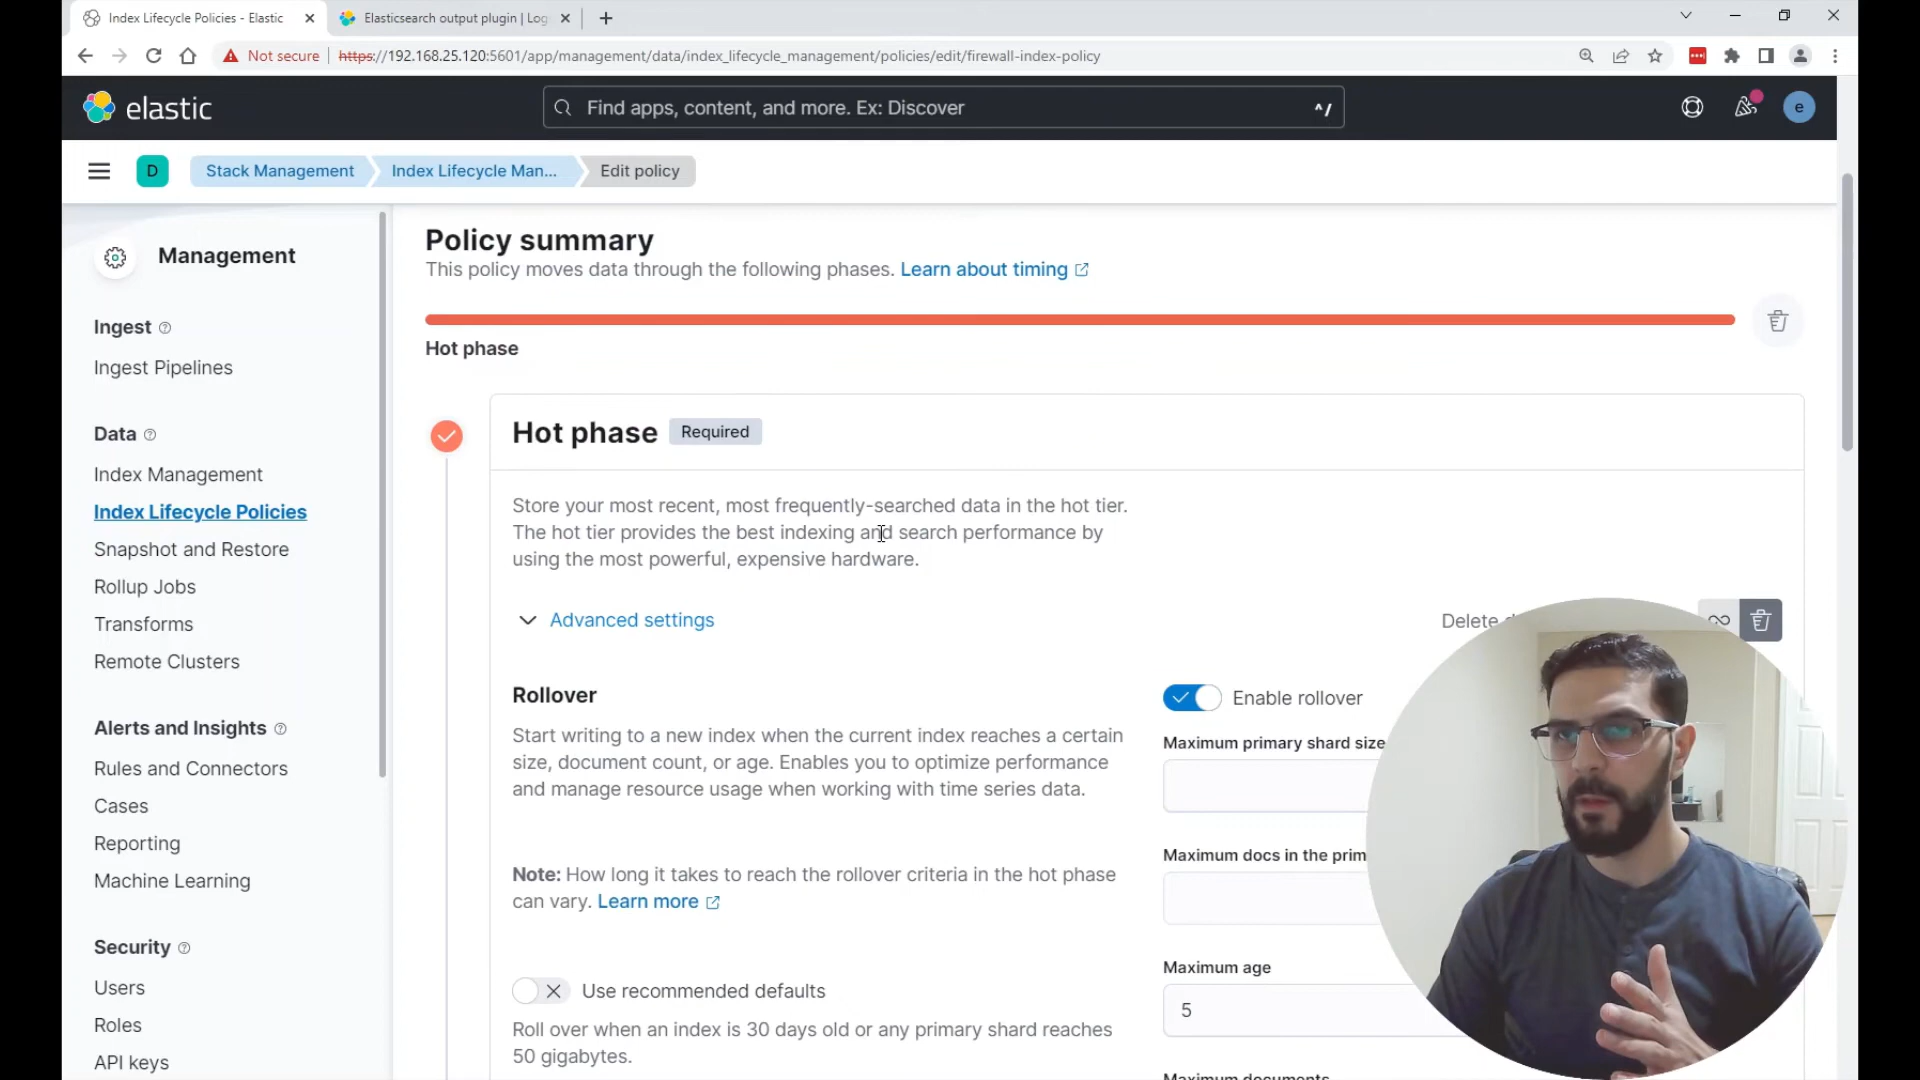 Index Lifecycle Policies - Elastic
Elasticsearch output plugin | Log
Not secure
https://192.168.25.120:5601/app/management/data/index_lifecycle_management/policies/edit/firewall-index-policy
elastic
Find apps, content, and more. Ex: Discover
^/
e
D
Stack Management
Index Lifecycle Man...
Edit policy
Management
Ingest
Ingest Pipelines
Data
Index Management
Index Lifecycle Policies
Snapshot and Restore
Rollup Jobs
Transforms
Remote Clusters
Alerts and Insights
Rules and Connectors
Cases
Reporting
Machine Learning
Security
Users
Roles
API keys
Policy summary
This policy moves data through the following phases. Learn about timing
Hot phase
Hot phase
Required
Store your most recent, most frequently-searched data in the hot tier.
The hot tier provides the best indexing and search performance by
using the most powerful, expensive hardware.
Advanced settings
Delete
Rollover
Start writing to a new index when the current index reaches a certain
size, document count, or age. Enables you to optimize performance
and manage resource usage when working with time series data.
Note: How long it takes to reach the rollover criteria in the hot phase
can vary. Learn more
Use recommended defaults
Roll over when an index is 30 days old or any primary shard reaches
50 gigabytes.
Enable rollover
Maximum primary shard size
Maximum docs in the prim
Maximum age
5
Maximum documents